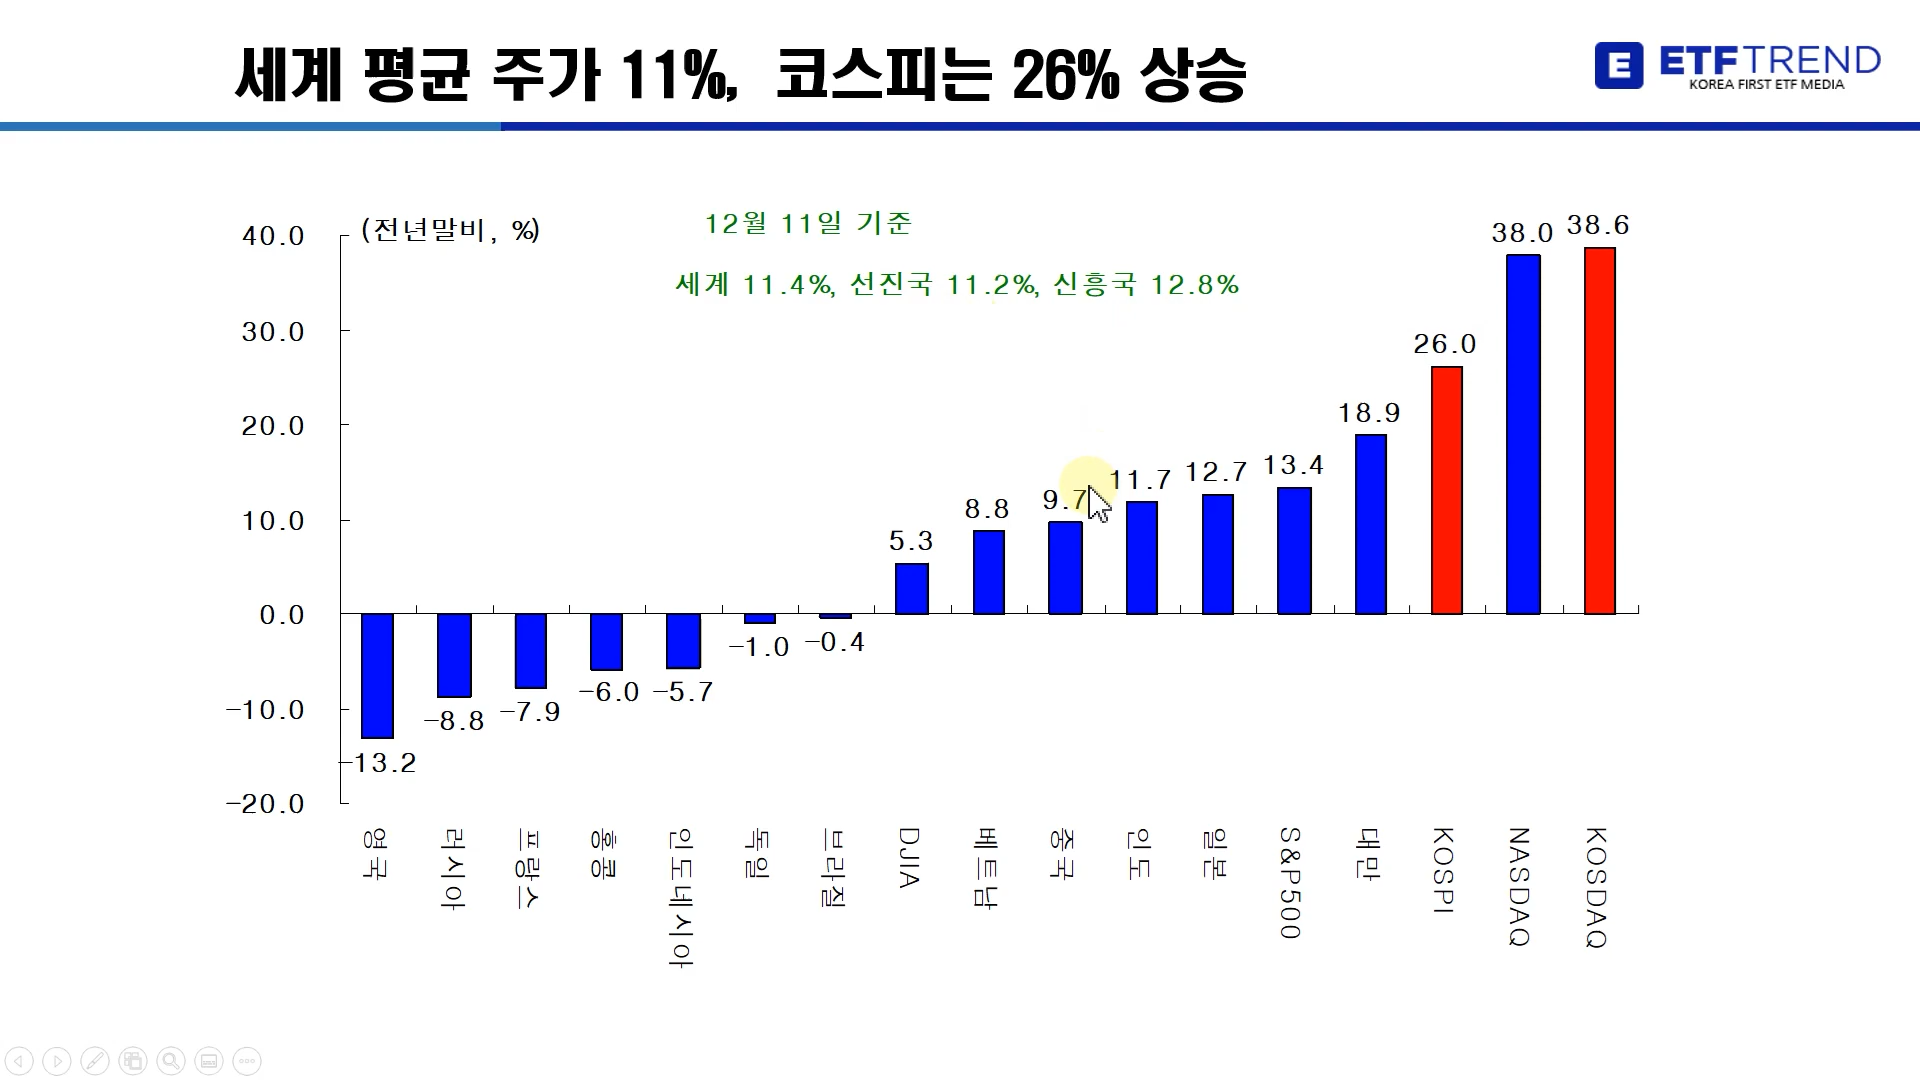 세계 평균 주가 11%, 코스피는 26% 상승
E ETFTREND
KOREA FIRST ETF MEDIA
(전년말비, %)
12월 11일 기준
세계 11.4%, 선진국 11.2%, 신흥국 12.8%
40.0
30.0
20.0
10.0
0.0
-10.0
-20.0
-13.2
-8.8
-7.9
-6.0
-5.7
-1.0
-0.4
5.3
8.8
9.7
11.7
12.7
13.4
18.9
26.0
38.0
38.6
영국
러시아
프랑스
홍콩
인도네시아
독일
브라질
DJIA
베트남
중국
인도
일본
S&P500
대만
KOSPI
NASDAQ
KOSDAQ